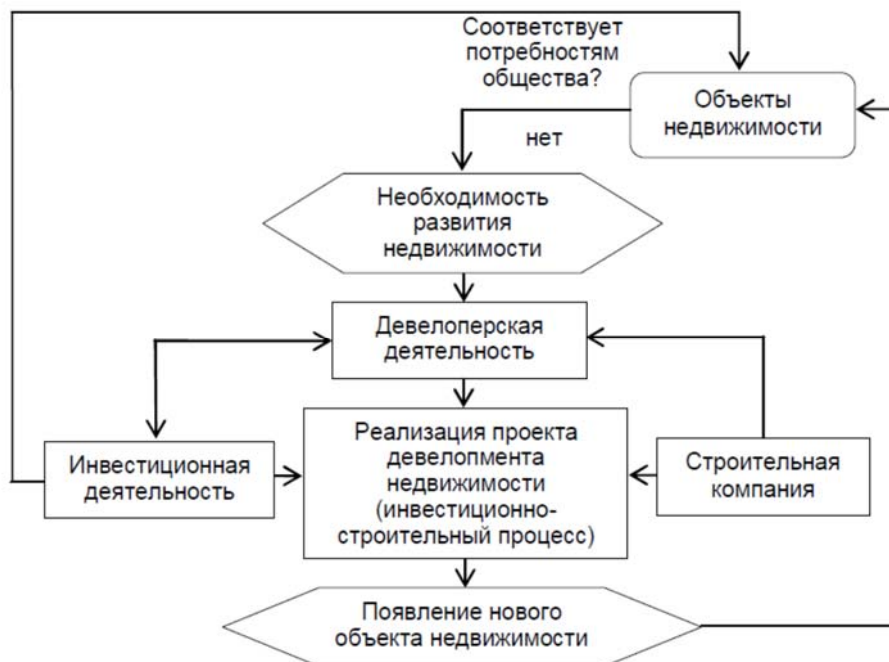 Соответствует
потребностям
общества?
Объекты
недвижимости
нет
Необходимость
развития
недвижимости
Девелоперская
деятельность
Реализация проекта
девелопмента
недвижимости
(инвестиционно-
строительный процесс)
Инвестиционная
деятельность
Строительная
компания
Появление нового
объекта недвижимости